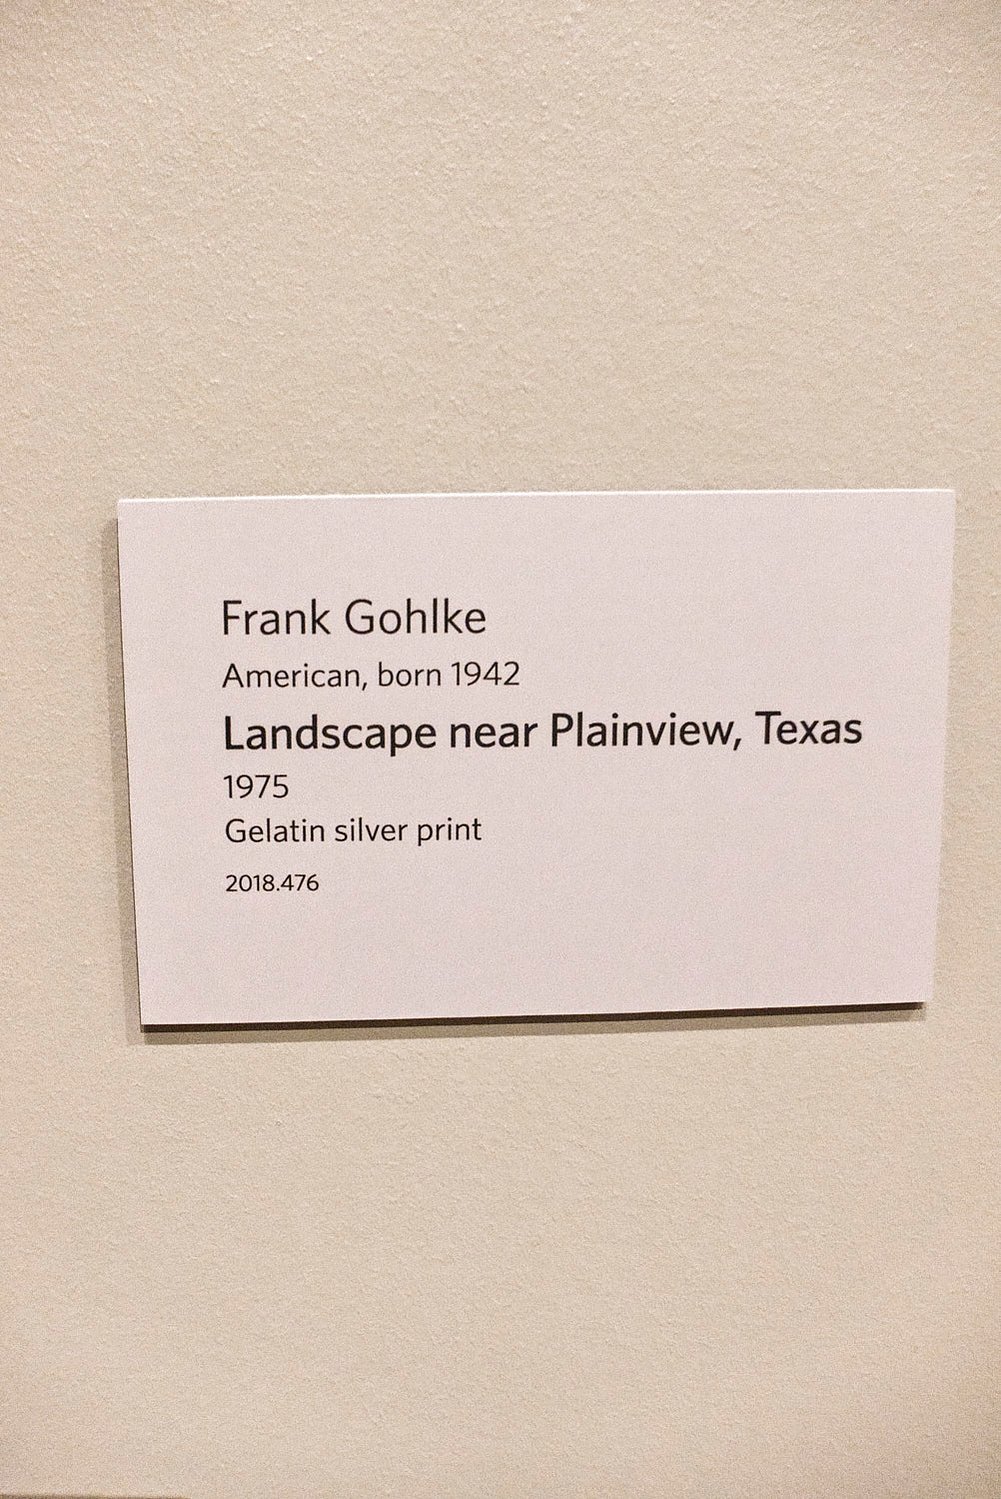 Frank Gohlke
American, born 1942
Landscape near Plainview, Texas
1975
Gelatin silver print
2018.476